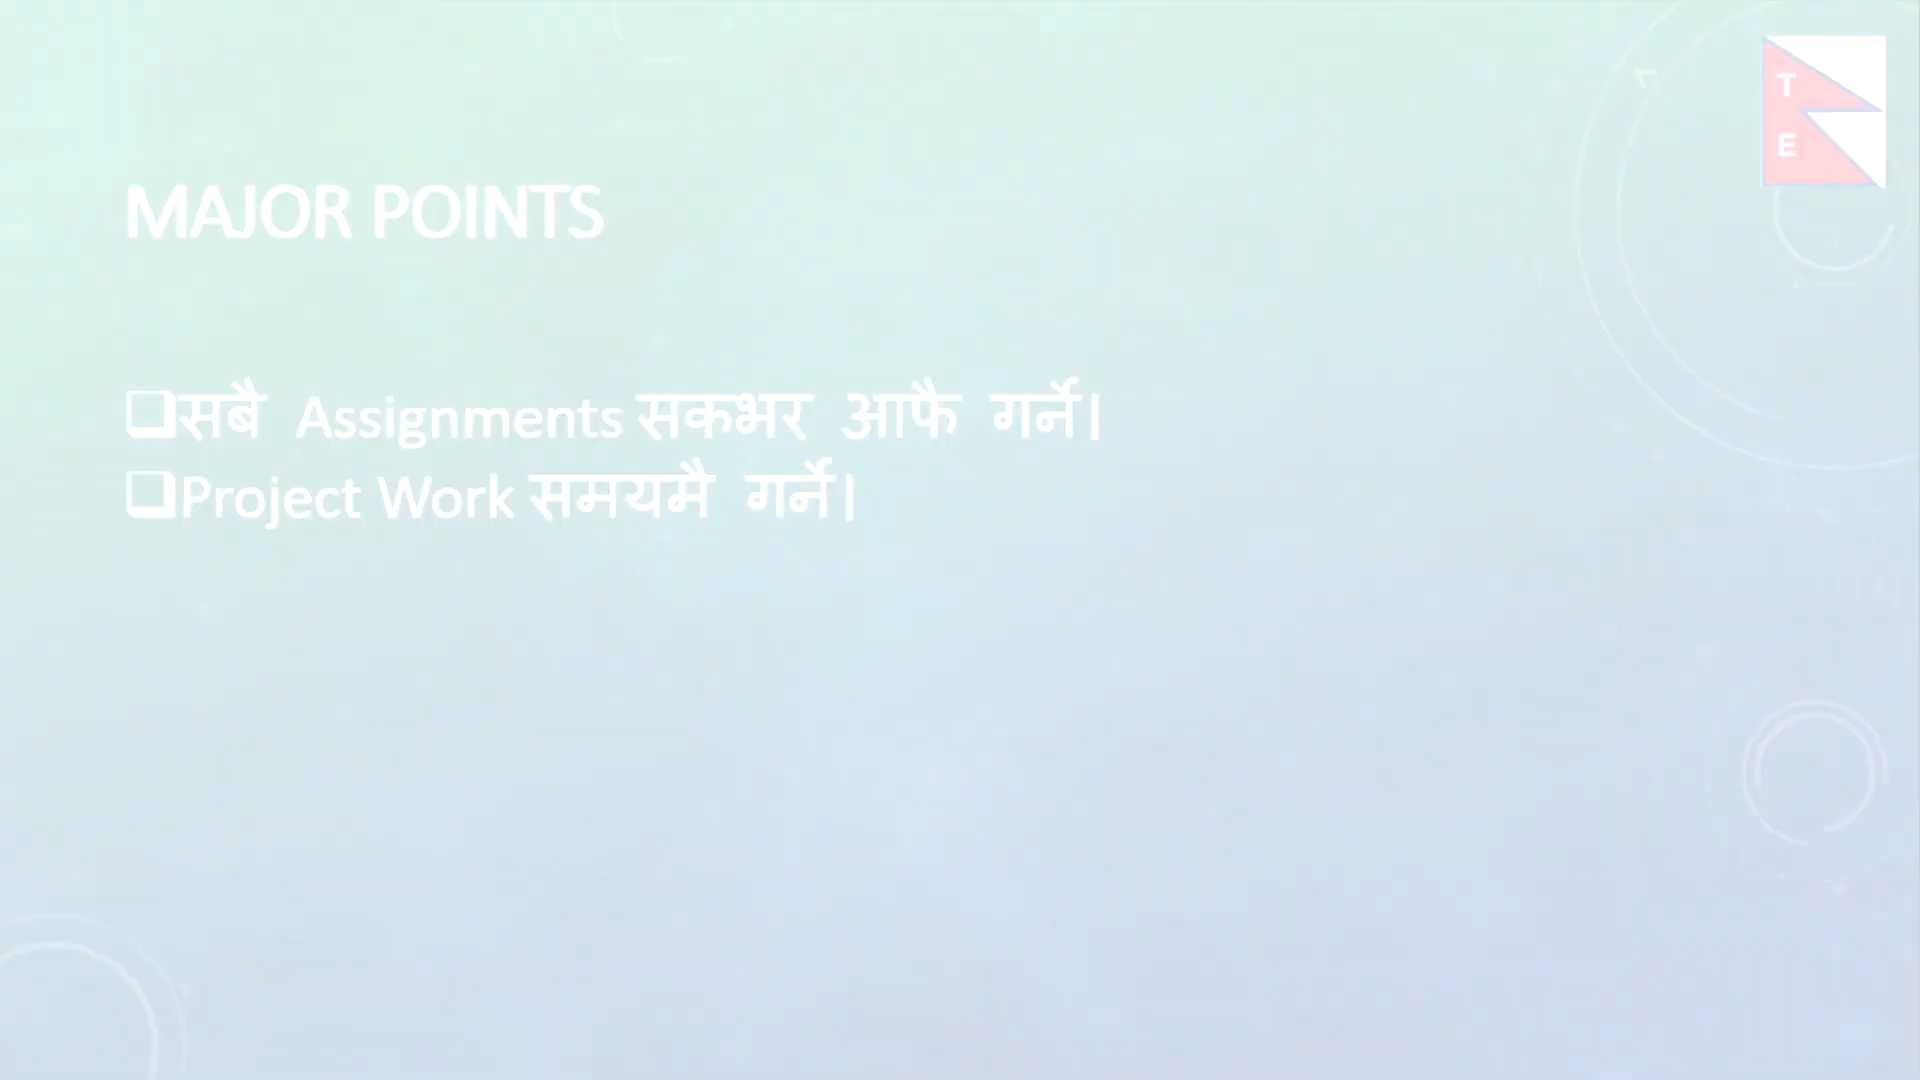 T
E
MAJOR POINTS
❑सबै Assignments सकभर आफै गर्ने।
❑Project Work समयमै गर्ने।